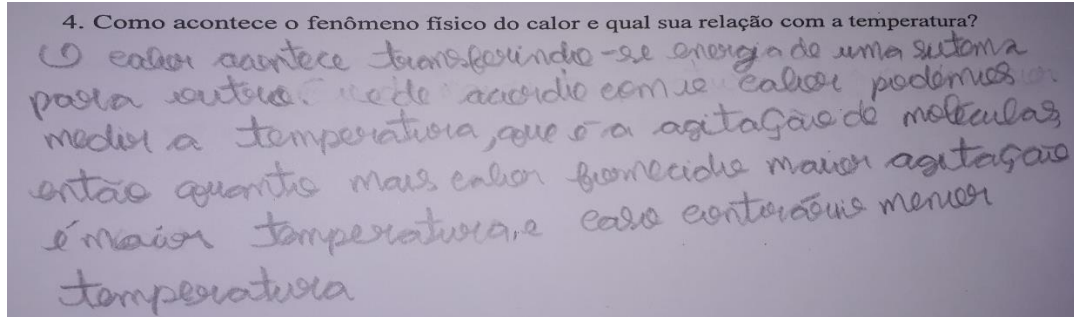 4. Como acontece o fenômeno físico do calor e qual sua relação com a temperatura?
O calor acontece transferindo-se energia de uma sistema
para outro. e de acordo com o calor podemos
medir a temperatura, que é a agitação de moléculas,
então quanto mais calor fornecido maior agitação
é maior temperatura, e caso contrário menor
temperatura